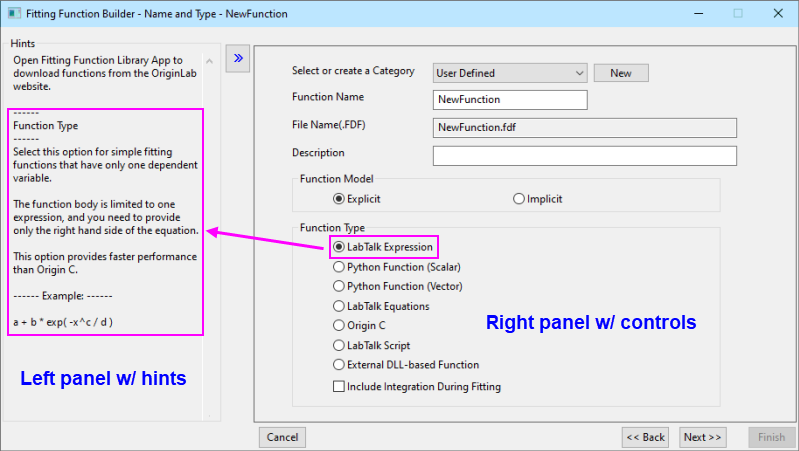 Fitting Function Builder - Name and Type - NewFunction
Hints
Open Fitting Function Library App to
download functions from the OriginLab
website.
------
Function Type
------
Select this option for simple fitting
functions that have only one dependent
variable.
The function body is limited to one
expression, and you need to provide
only the right hand side of the equation.
This option provides faster performance
than Origin C.
------ Example: ------
a + b * exp( -x^c / d )
Left panel w/ hints
»
Select or create a Category User Defined New
Function Name NewFunction
File Name(.FDF) NewFunction.fdf
Description
Function Model
Explicit Implicit
Function Type
LabTalk Expression
Python Function (Scalar)
Python Function (Vector)
LabTalk Equations
Origin C
LabTalk Script
External DLL-based Function
Include Integration During Fitting
Right panel w/ controls
Cancel << Back Next >> Finish